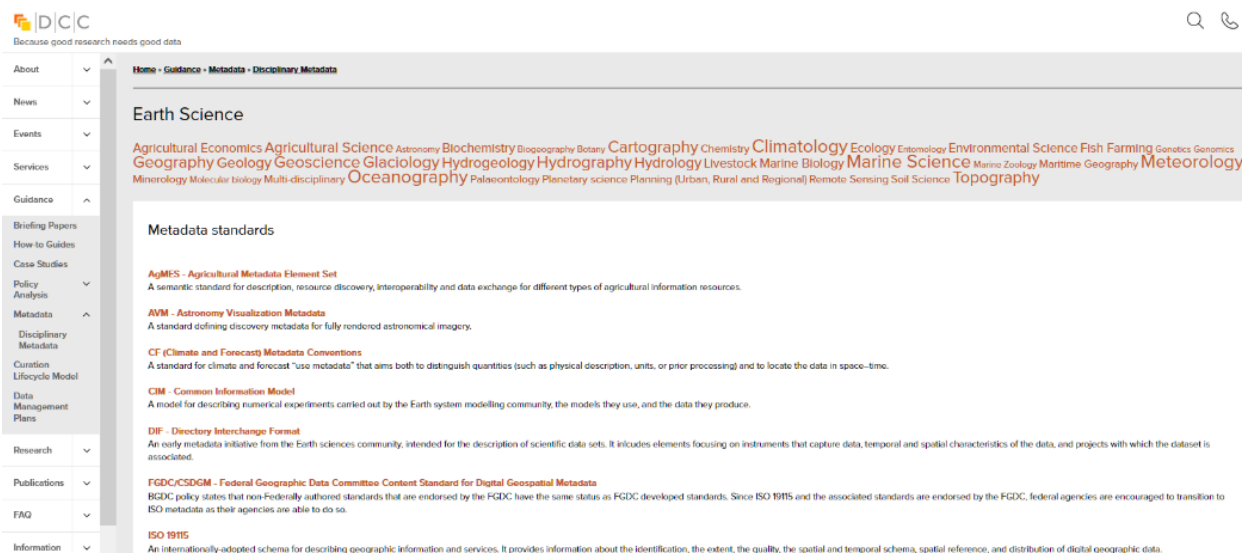 D|C|C
Because good research needs good data
About
News
Events
Services
Guidance
Briefing Papers
How-to Guides
Case Studies
Policy
Analysis
Metadata
Disciplinary
Metadata
Curation
Lifecycle Model
Data
Management
Plans
Research
Publications
FAQ
Information
Home - Guidance - Metadata - Disciplinary Metadata
Earth Science
Agricultural Economics Agricultural Science Astronomy Biochemistry Biogeography Botany Cartography Chemistry Climatology Ecology Entomology Environmental Science Fish Farming Genetics Genomics
Geography Geology Geoscience Glaciology Hydrogeology Hydrography Hydrology Livestock Marine Biology Marine Science Marine Zoology Maritime Geography Meteorology
Minerology Molecular biology Multi-disciplinary Oceanography Palaeontology Planetary science Planning (Urban, Rural and Regional) Remote Sensing Soil Science Topography
Metadata standards
AgMES - Agricultural Metadata Element Set
A semantic standard for description, resource discovery, interoperability and data exchange for different types of agricultural information resources.
AVM - Astronomy Visualization Metadata
A standard defining discovery metadata for fully rendered astronomical imagery.
CF (Climate and Forecast) Metadata Conventions
A standard for climate and forecast "use metadata" that aims both to distinguish quantities (such as physical description, units, or prior processing) and to locate the data in space–time.
CIM - Common Information Model
A model for describing numerical experiments carried out by the Earth system modelling community, the models they use, and the data they produce.
DIF - Directory Interchange Format
An early metadata initiative from the Earth sciences community, intended for the description of scientific data sets. It inlcudes elements focusing on instruments that capture data, temporal and spatial characteristics of the data, and projects with which the dataset is
associated.
FGDC/CSDGM - Federal Geographic Data Committee Content Standard for Digital Geospatial Metadata
BGDC policy states that non-Federally authored standards that are endorsed by the FGDC have the same status as FGDC developed standards. Since ISO 19115 and the associated standards are endorsed by the FGDC, federal agencies are encouraged to transition to
ISO metadata as their agencies are able to do so.
ISO 19115
An internationally-adopted schema for describing geographic information and services. It provides information about the identification, the extent, the quality, the spatial and temporal schema, spatial reference, and distribution of digital geographic data.